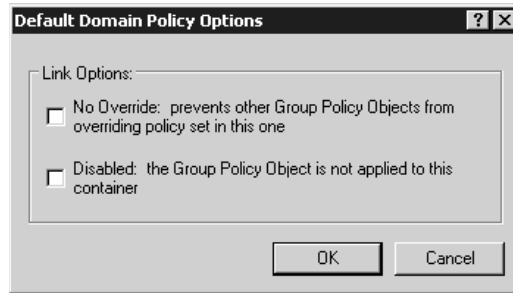 Default Domain Policy Options
Link Options:
No Override: prevents other Group Policy Objects from
overriding policy set in this one
Disabled: the Group Policy Object is not applied to this
container
OK
Cancel